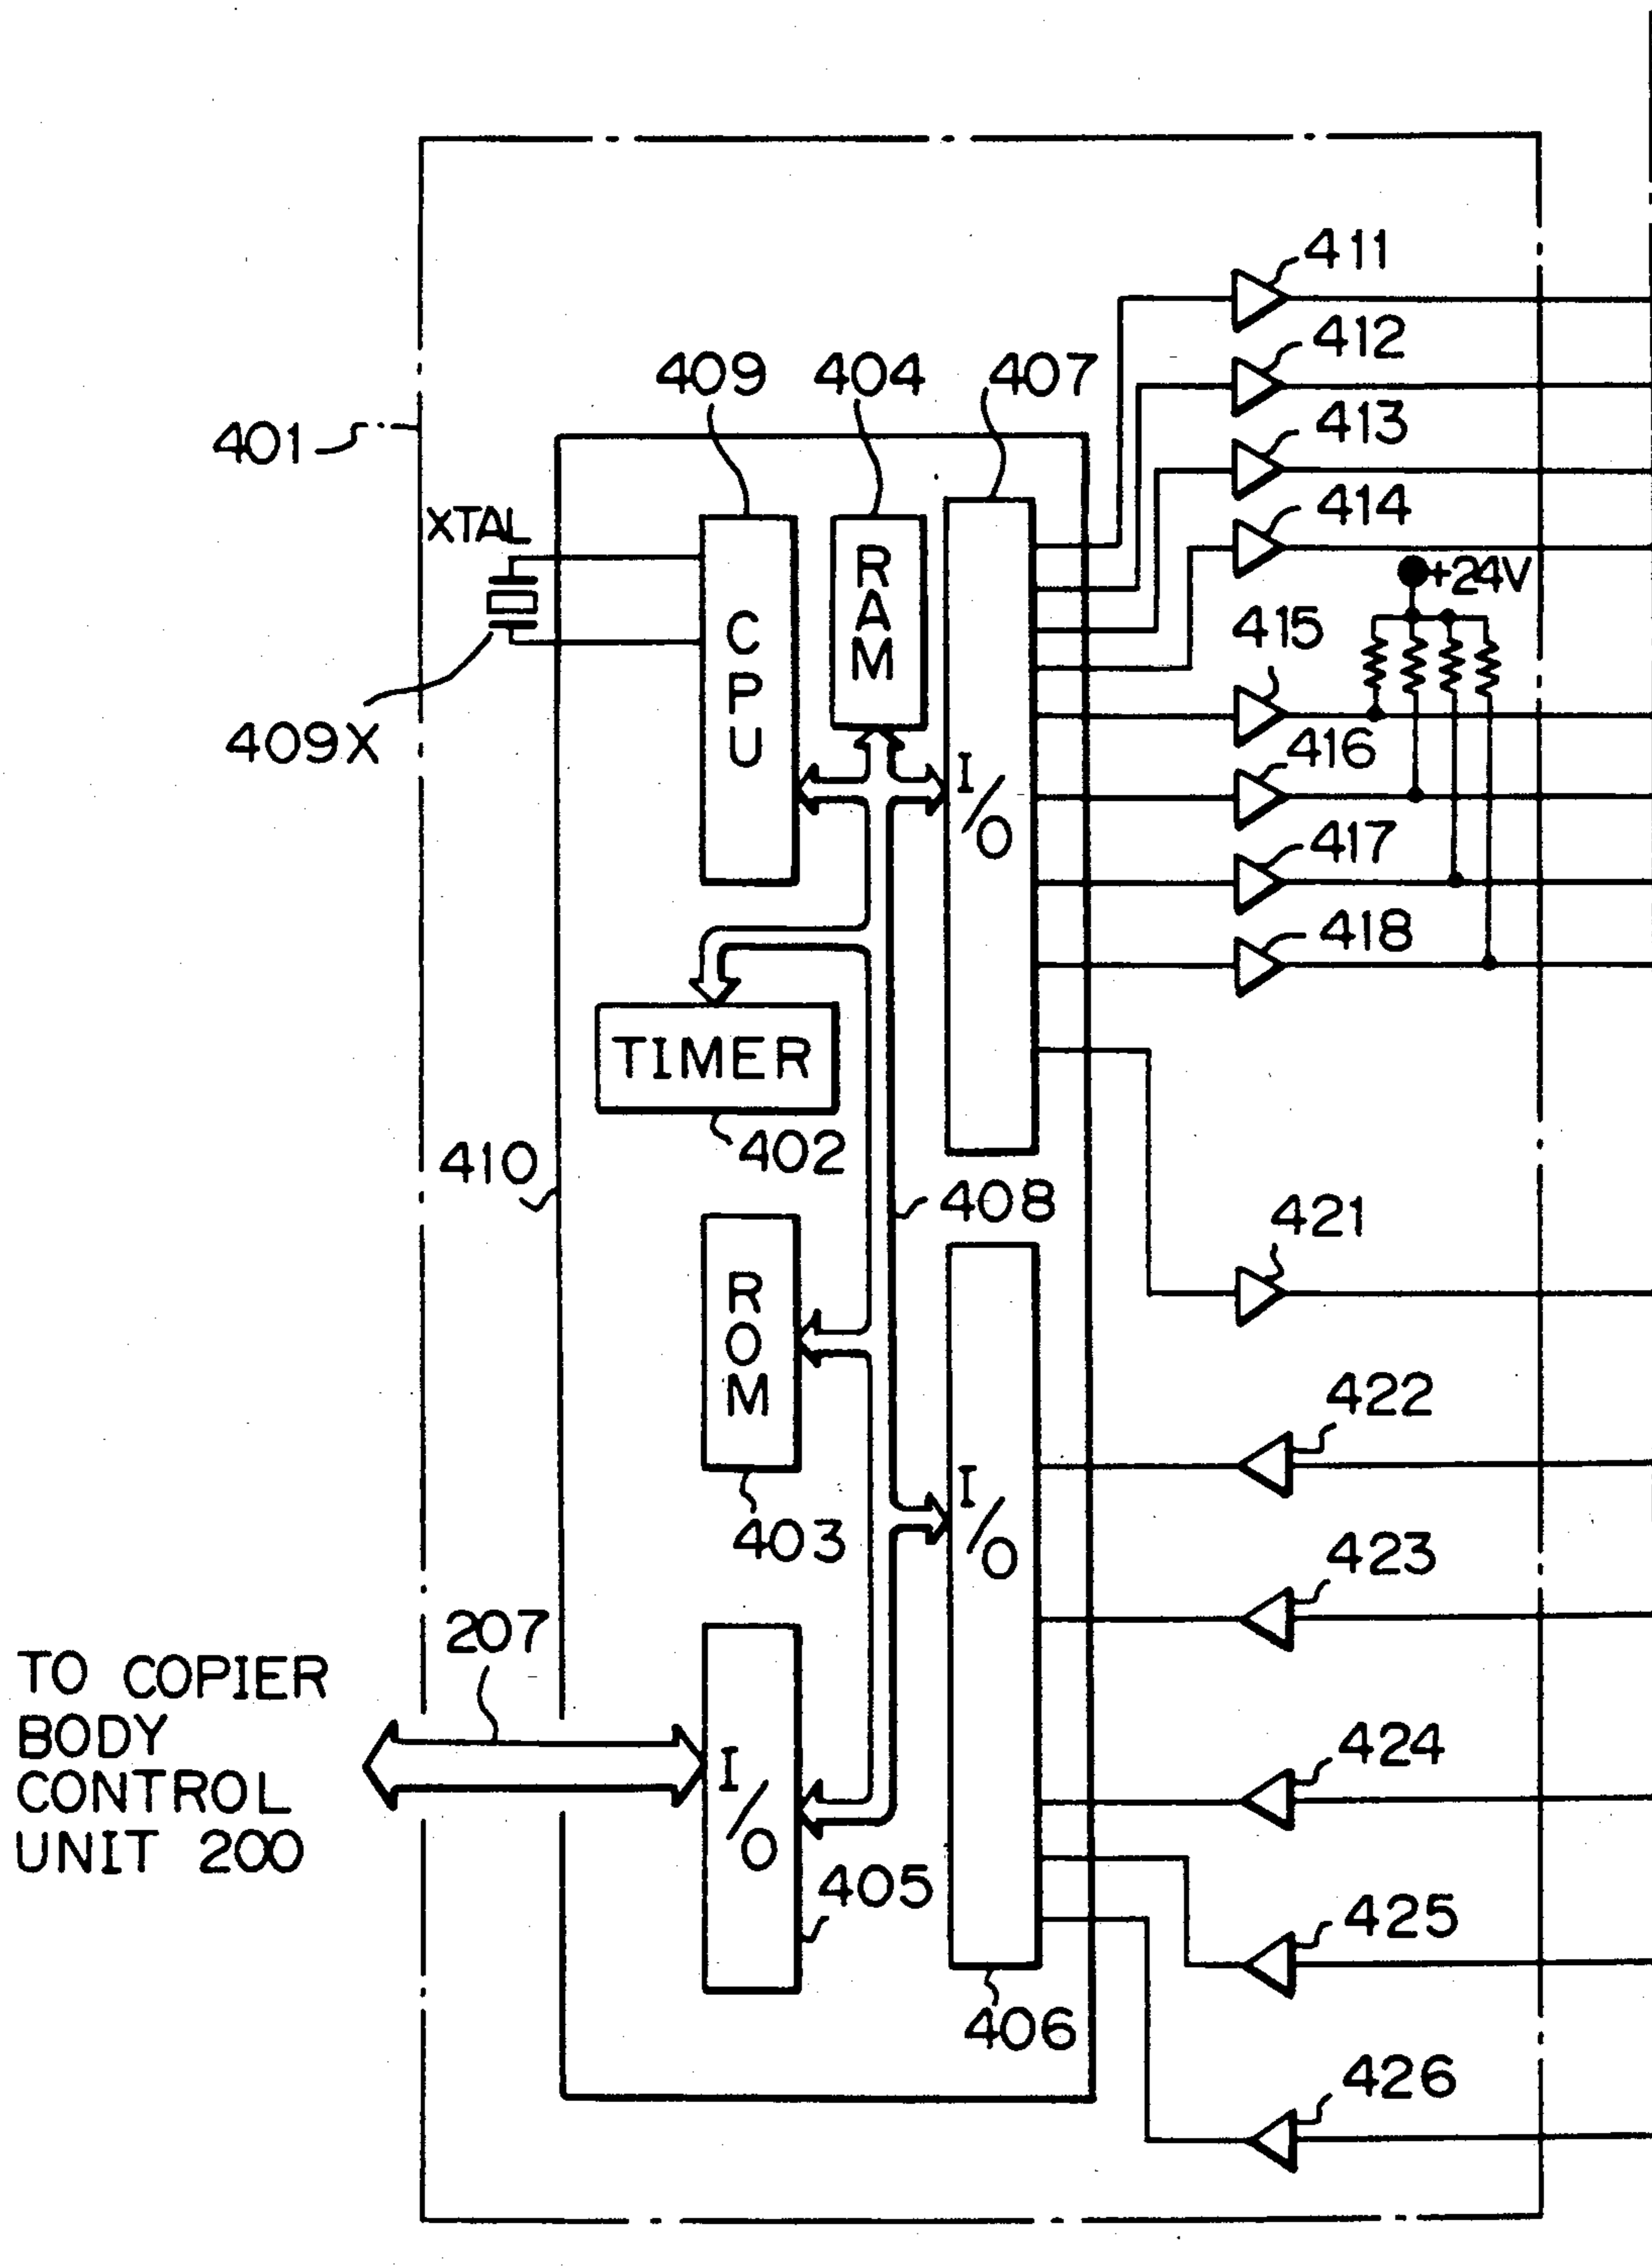 411
412
409 404 407
413
401
414
XTAL
+24V
RAM
415
CPU
409X
416
I/O
417
418
TIMER
402
410
408
421
ROM
422
I/O
403
423
207
TO COPIER
BODY
CONTROL
UNIT 200
424
I/O
405
425
406
426